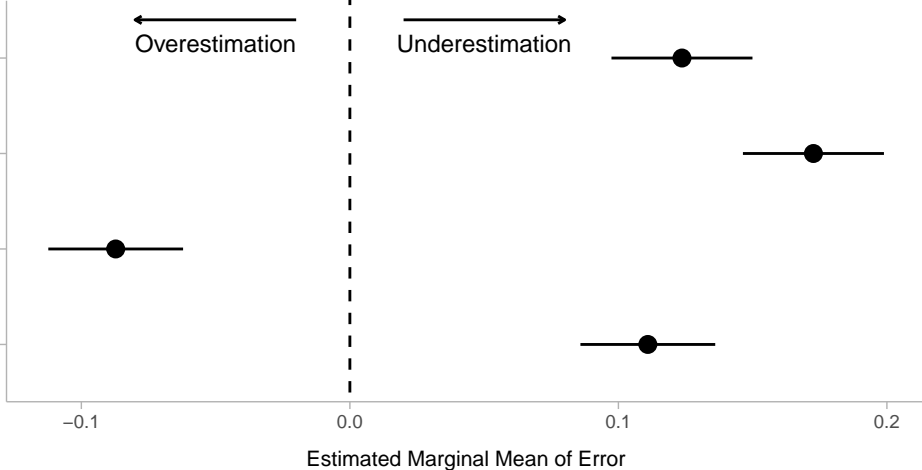 Overestimation Underestimation
−0.1 0.0 0.1 0.2
Estimated Marginal Mean of Error